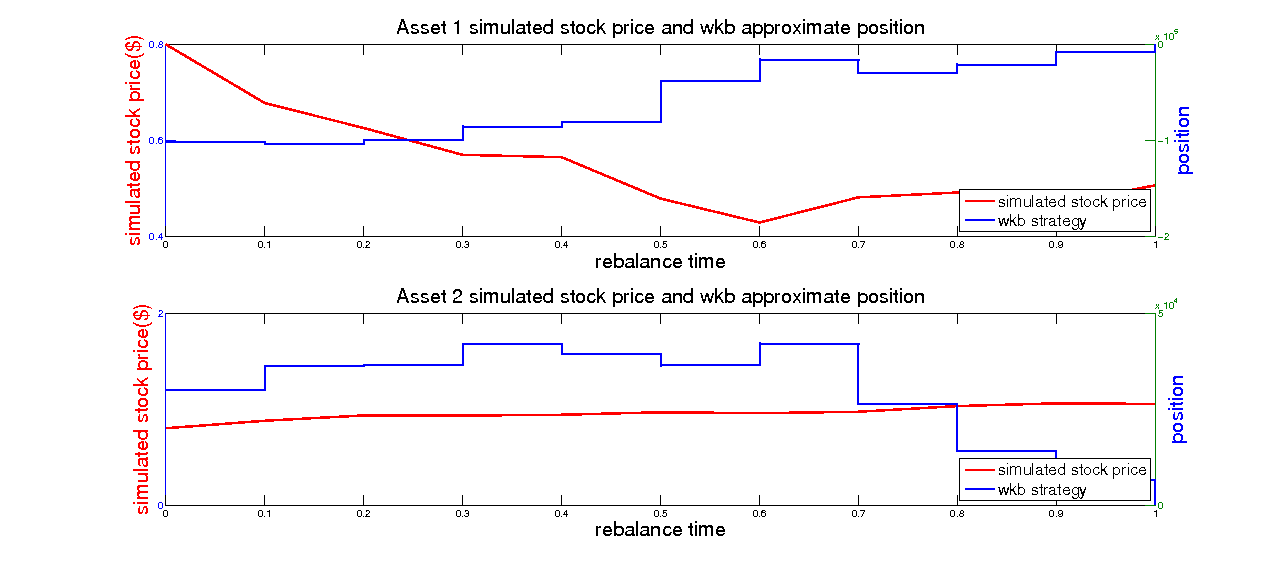 Asset 1 simulated stock price and wkb approximate position
x 10
0.8
0
0.6
-1
0.4
-2
simulated stock price($)
position
simulated stock price
wkb strategy
0 0.1 0.2 0.3 0.4 0.5 0.6 0.7 0.8 0.9 1
rebalance time
Asset 2 simulated stock price and wkb approximate position
x 10^4
2
5
0
0
simulated stock price($)
position
simulated stock price
wkb strategy
0 0.1 0.2 0.3 0.4 0.5 0.6 0.7 0.8 0.9 1
rebalance time